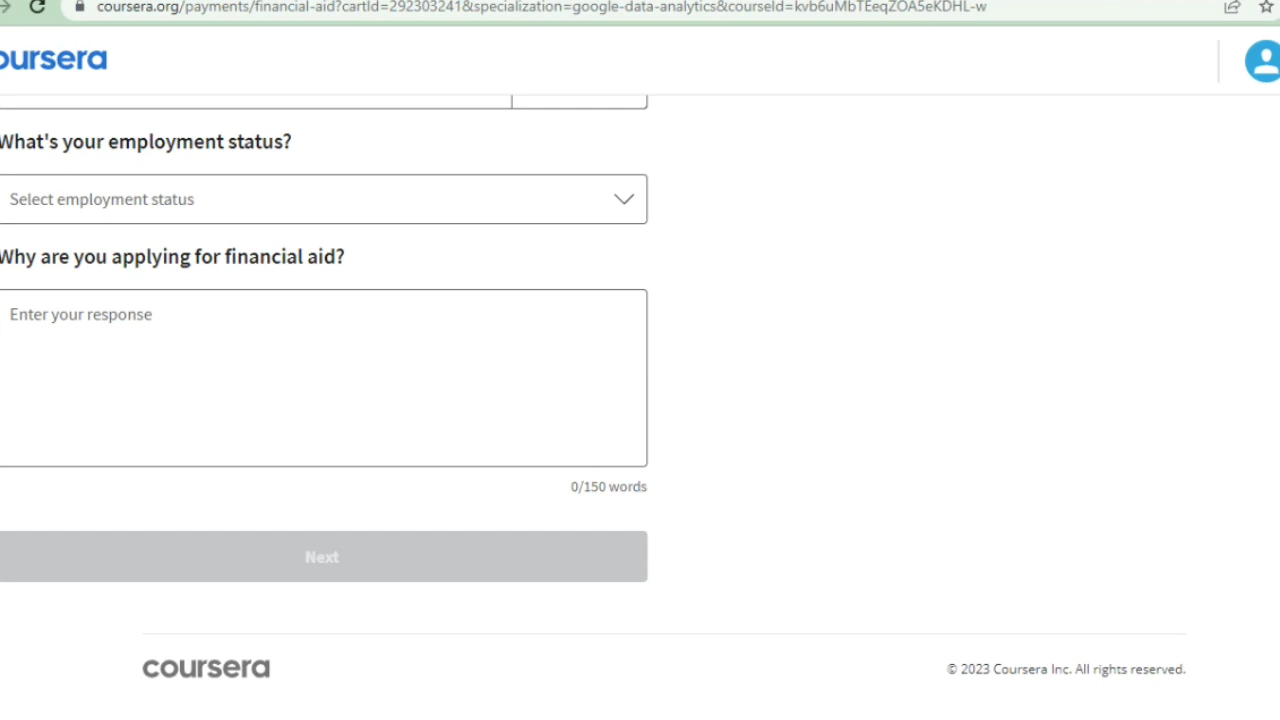 coursera.org/payments/financial-aid?cartId=292303241&specialization=google-data-analytics&courseId=kvb6uMbTEeqZOA5eKDHL-w
oursera
What's your employment status?
Select employment status
Why are you applying for financial aid?
Enter your response
0/150 words
Next
coursera
© 2023 Coursera Inc. All rights reserved.